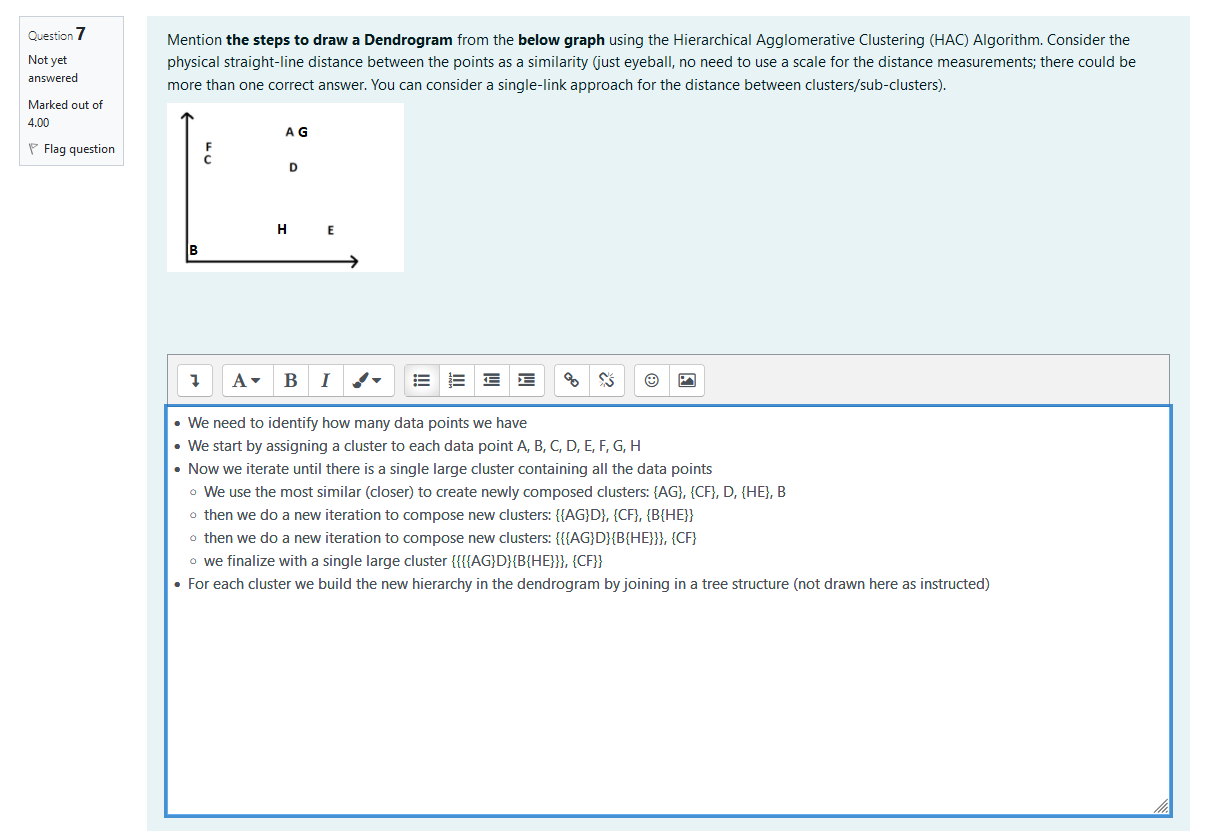 Question 7
Not yet
answered
Marked out of
4.00
Flag question
Mention the steps to draw a Dendrogram from the below graph using the Hierarchical Agglomerative Clustering (HAC) Algorithm. Consider the
physical straight-line distance between the points as a similarity (just eyeball, no need to use a scale for the distance measurements; there could be
more than one correct answer. You can consider a single-link approach for the distance between clusters/sub-clusters).
A G
F
C
D
H E
B
A B I
We need to identify how many data points we have
We start by assigning a cluster to each data point A, B, C, D, E, F, G, H
Now we iterate until there is a single large cluster containing all the data points
We use the most similar (closer) to create newly composed clusters: {AG}, {CF}, D, {HE}, B
then we do a new iteration to compose new clusters: {{AG}D}, {CF}, {B{HE}}
then we do a new iteration to compose new clusters: {{{AG}D}{B{HE}}}, {CF}
we finalize with a single large cluster {{{{AG}D}{B{HE}}}, {CF}}
For each cluster we build the new hierarchy in the dendrogram by joining in a tree structure (not drawn here as instructed)